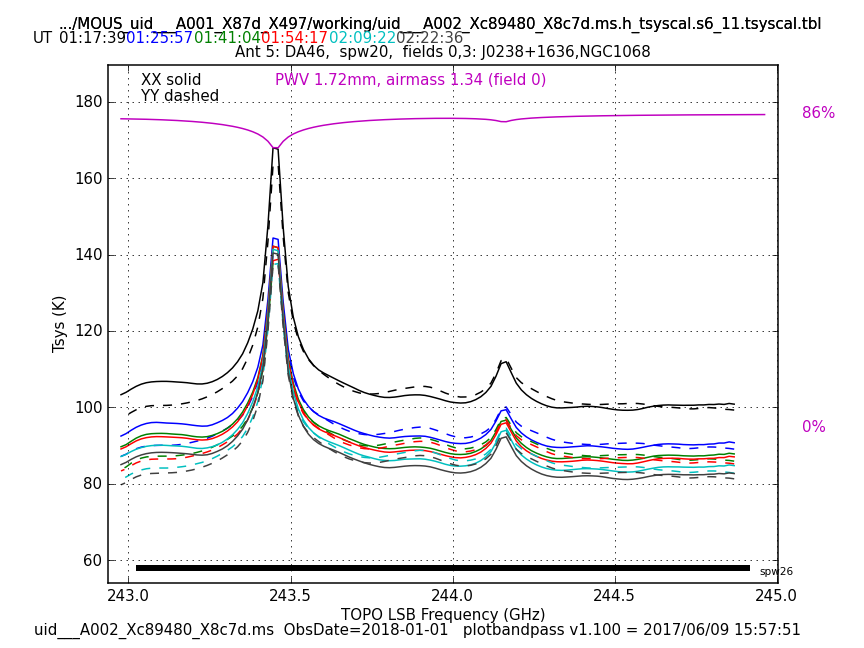 .../MOUS_uid___A001_X87d_X497/working/uid___A002_Xc89480_X8c7d.ms.h_tsyscal.s6_11.tsyscal.tbl
UT 01:17:39 01:25:57 01:41:04 01:54:17 02:09:22 02:22:36
Ant 5: DA46, spw20, fields 0,3: J0238+1636,NGC1068
XX solid
PWV 1.72mm, airmass 1.34 (field 0)
YY dashed
180
86%
160
140
Tsys (K)
120
100
0%
80
60
spw26
243.0 243.5 244.0 244.5 245.0
TOPO LSB Frequency (GHz)
uid___A002_Xc89480_X8c7d.ms ObsDate=2018-01-01 plotbandpass v1.100 = 2017/06/09 15:57:51